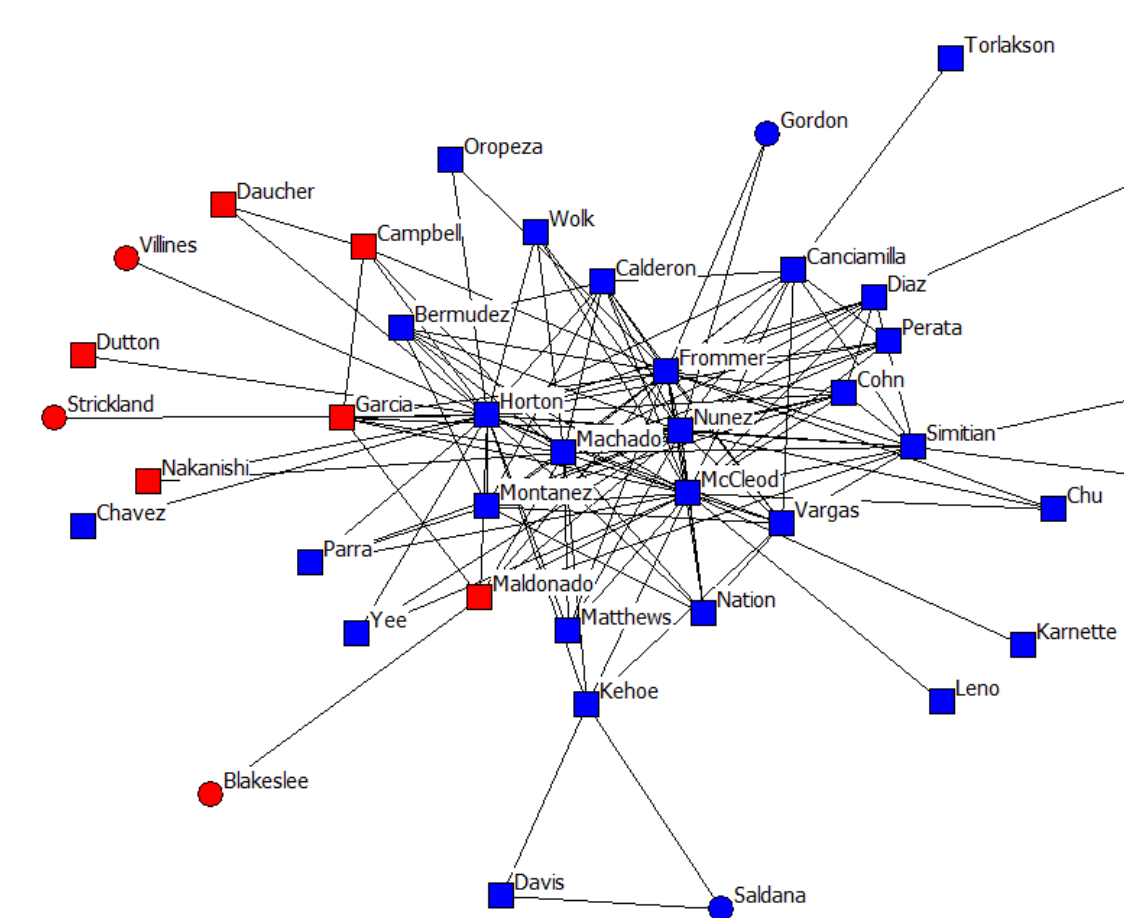 Torlakson
Gordon
Oropeza
Daucher
Wolk
Campbell
Villines
Canciamilla
Calderon
Diaz
Bermudez
Perata
Dutton
Frommer
Cohn
Strickland
Garcia
Horton
Nunez
Simitian
Machado
Nakanishi
McCleod
Chu
Montanez
Vargas
Chavez
Parra
Maldonado
Nation
Yee
Matthews
Karnette
Kehoe
Leno
Blakeslee
Davis
Saldana